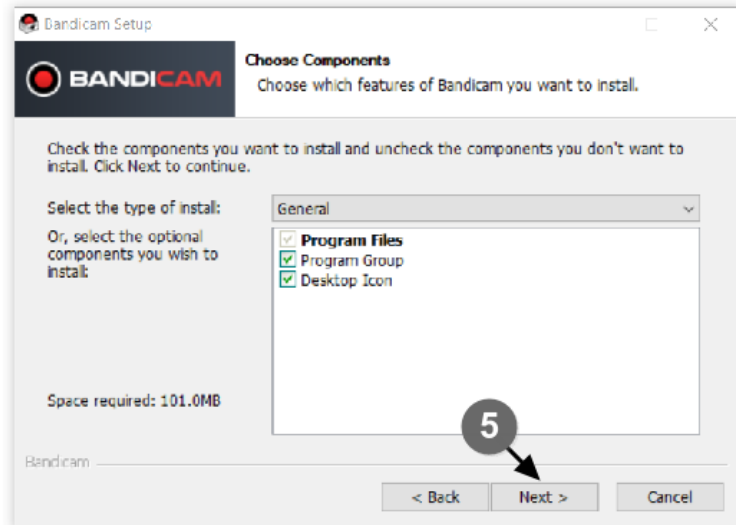 Bandicam Setup
BANDICAM
Choose Components
Choose which features of Bandicam you want to install.
Check the components you want to install and uncheck the components you don't want to
install. Click Next to continue.
Select the type of install:
General
Or, select the optional
components you wish to
install:
Program Files
Program Group
Desktop Icon
Space required: 101.0MB
5
Bandicam
< Back
Next >
Cancel